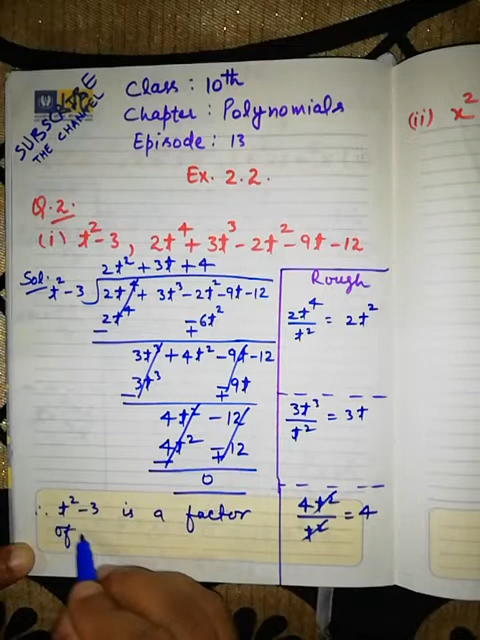 SUBSCRIBE
THE CHANNEL
Class : 10th
Chapter : Polynomials
Episode : 13
Ex. 2.2.
Q.2.
(i) t²-3, 2t⁴+3t³-2t²-9t-12
Sol:
2t²+3t+4
t²-3 ) 2t⁴+3t³-2t²-9t-12
2t⁴ -6t²
- +
3t³+4t²-9t-12
3t³ -9t
- +
4t² -12
4t² -12
- +
0
∴ t²-3 is a factor
of
Rough
2t⁴/t² = 2t²
3t³/t² = 3t
4t²/t² = 4
(ii) x²